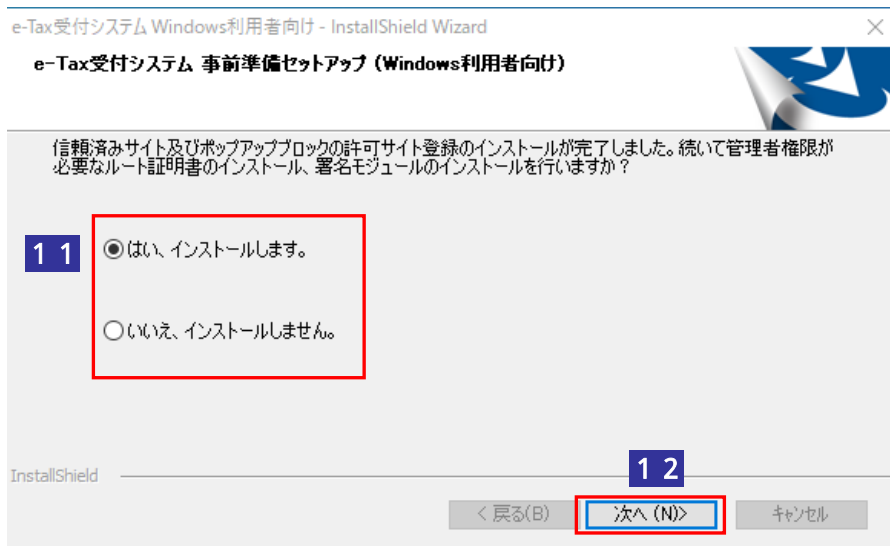 e-Tax受付システム Windows利用者向け - InstallShield Wizard
e-Tax受付システム 事前準備セットアップ（Windows利用者向け）
信頼済みサイト及びポップアップブロックの許可サイト登録のインストールが完了しました。続いて管理者権限が
必要なルート証明書のインストール、署名モジュールのインストールを行いますか？
１１
はい、インストールします。
いいえ、インストールしません。
１２
InstallShield
< 戻る(B)
次へ (N)>
キャンセル